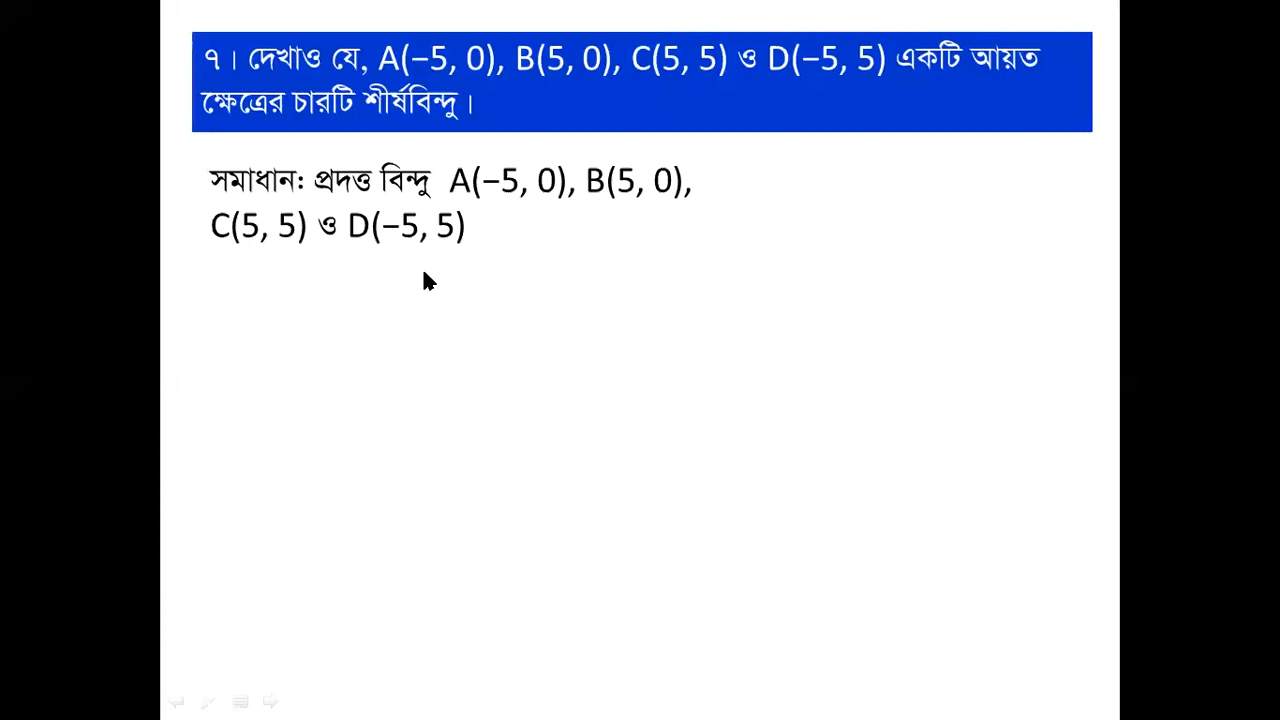 ৭। দেখাও যে, A(−5, 0), B(5, 0), C(5, 5) ও D(−5, 5) একটি আয়ত
ক্ষেত্রের চারটি শীর্ষবিন্দু।
সমাধান: প্রদত্ত বিন্দু A(−5, 0), B(5, 0),
C(5, 5) ও D(−5, 5)